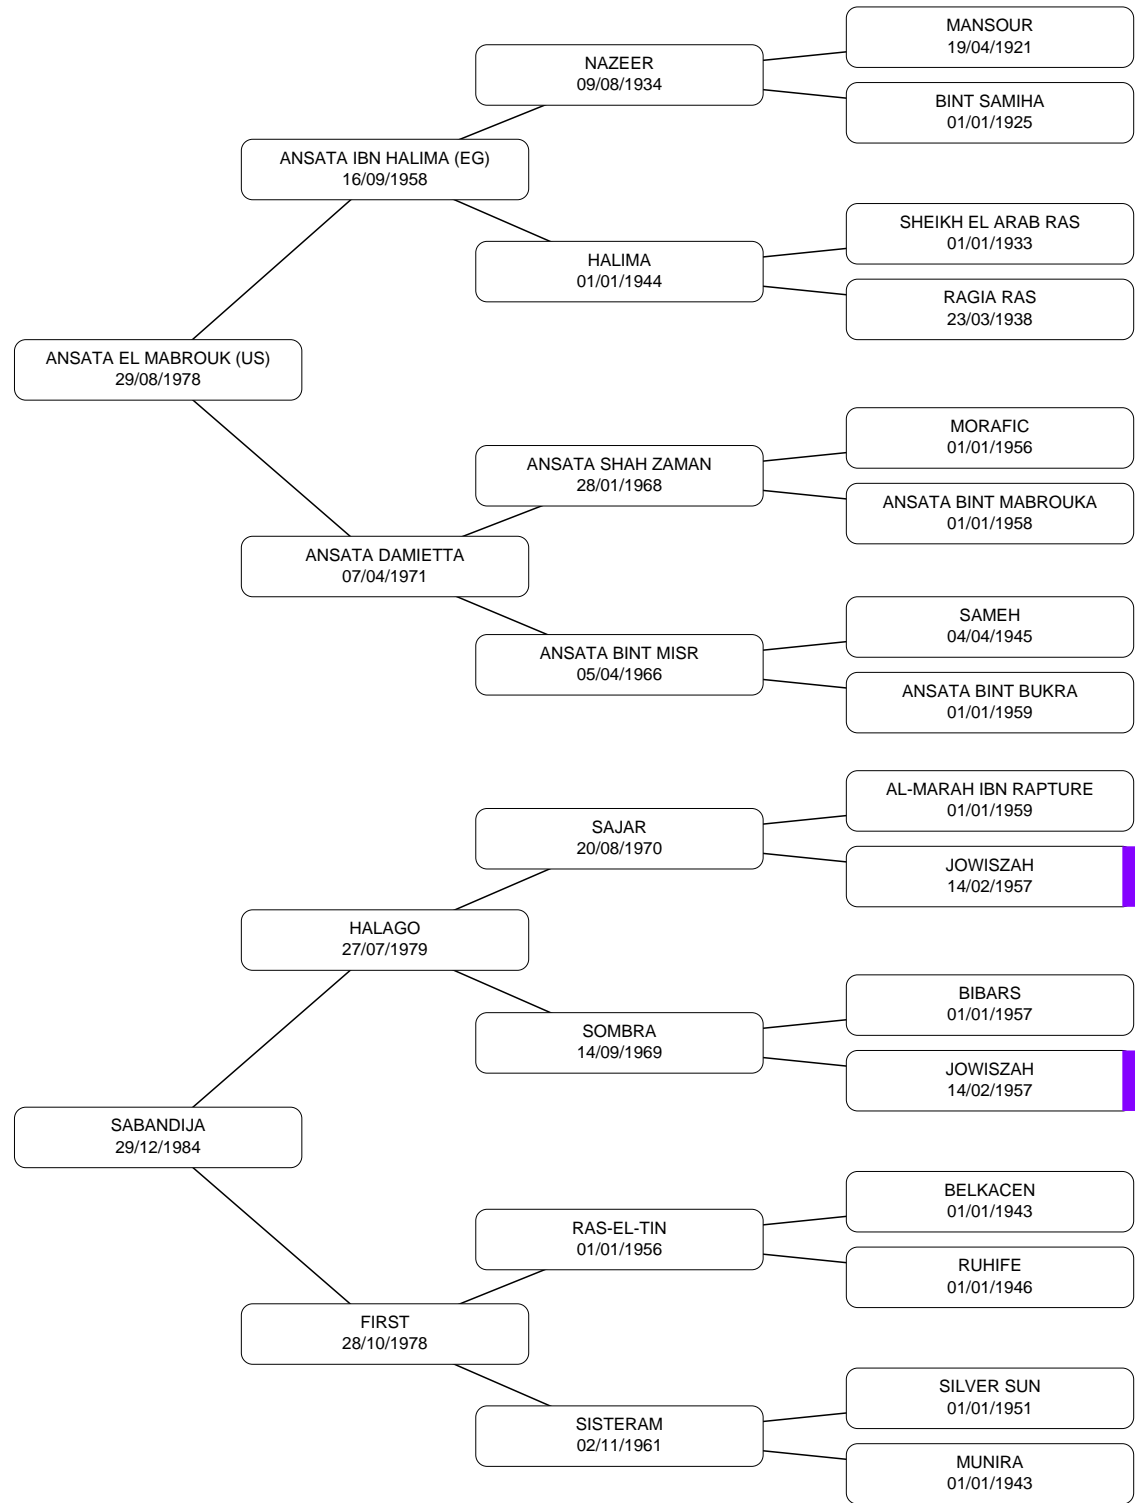 MANSOUR
19/04/1921
NAZEER
09/08/1934
BINT SAMIHA
01/01/1925
ANSATA IBN HALIMA (EG)
16/09/1958
SHEIKH EL ARAB RAS
01/01/1933
HALIMA
01/01/1944
RAGIA RAS
23/03/1938
ANSATA EL MABROUK (US)
29/08/1978
MORAFIC
01/01/1956
ANSATA SHAH ZAMAN
28/01/1968
ANSATA BINT MABROUKA
01/01/1958
ANSATA DAMIETTA
07/04/1971
SAMEH
04/04/1945
ANSATA BINT MISR
05/04/1966
ANSATA BINT BUKRA
01/01/1959
AL-MARAH IBN RAPTURE
01/01/1959
SAJAR
20/08/1970
JOWISZAH
14/02/1957
HALAGO
27/07/1979
BIBARS
01/01/1957
SOMBRA
14/09/1969
JOWISZAH
14/02/1957
SABANDIJA
29/12/1984
BELKACEN
01/01/1943
RAS-EL-TIN
01/01/1956
RUHIFE
01/01/1946
FIRST
28/10/1978
SILVER SUN
01/01/1951
SISTERAM
02/11/1961
MUNIRA
01/01/1943